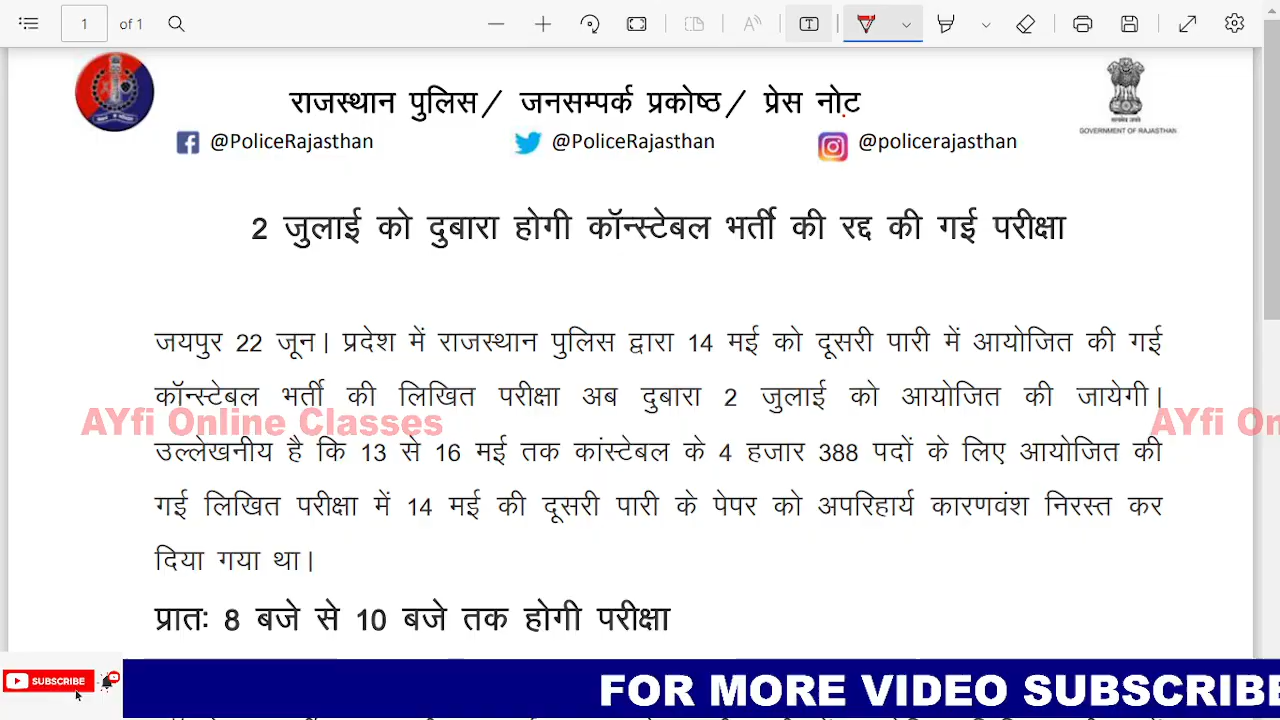 1 of 1
राजस्थान पुलिस/ जनसम्पर्क प्रकोष्ठ/ प्रेस नोट
@PoliceRajasthan @PoliceRajasthan @policerajasthan
GOVERNMENT OF RAJASTHAN
2 जुलाई को दुबारा होगी कॉन्स्टेबल भर्ती की रद्द की गई परीक्षा
जयपुर 22 जून। प्रदेश में राजस्थान पुलिस द्वारा 14 मई को दूसरी पारी में आयोजित की गई
कॉन्स्टेबल भर्ती की लिखित परीक्षा अब दुबारा 2 जुलाई को आयोजित की जायेगी।
AYfi Online Classes AYfi On
उल्लेखनीय है कि 13 से 16 मई तक कांस्टेबल के 4 हजार 388 पदों के लिए आयोजित की
गई लिखित परीक्षा में 14 मई की दूसरी पारी के पेपर को अपरिहार्य कारणवंश निरस्त कर
दिया गया था।
प्रातः 8 बजे से 10 बजे तक होगी परीक्षा
SUBSCRIBE
FOR MORE VIDEO SUBSCRIBE